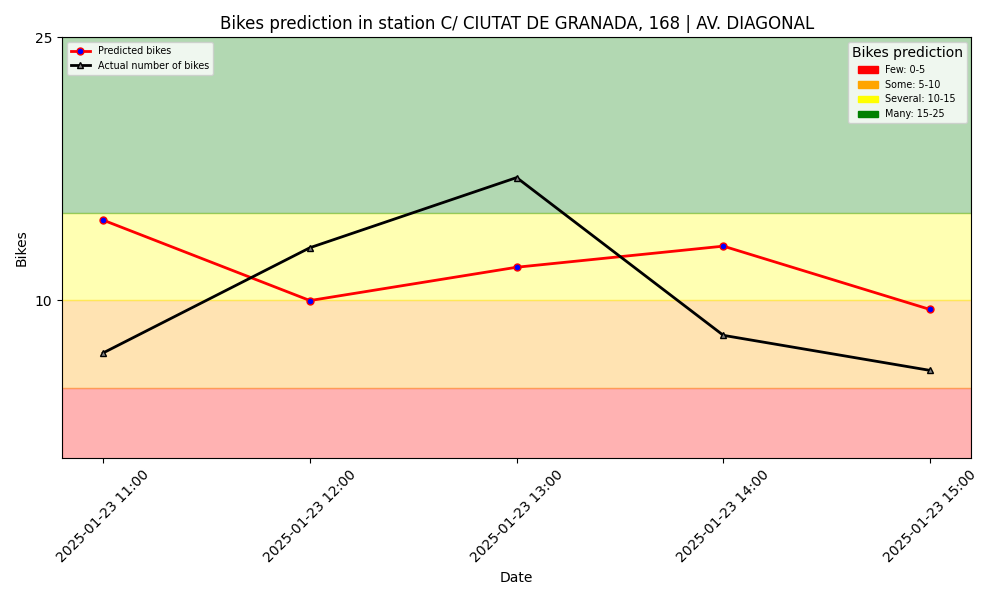 Bikes prediction in station C/ CIUTAT DE GRANADA, 168 | AV. DIAGONAL
25
Predicted bikes
Actual number of bikes
Bikes prediction
Few: 0-5
Some: 5-10
Several: 10-15
Many: 15-25
Bikes
10
2025-01-23 11:00
2025-01-23 12:00
2025-01-23 13:00
2025-01-23 14:00
2025-01-23 15:00
Date